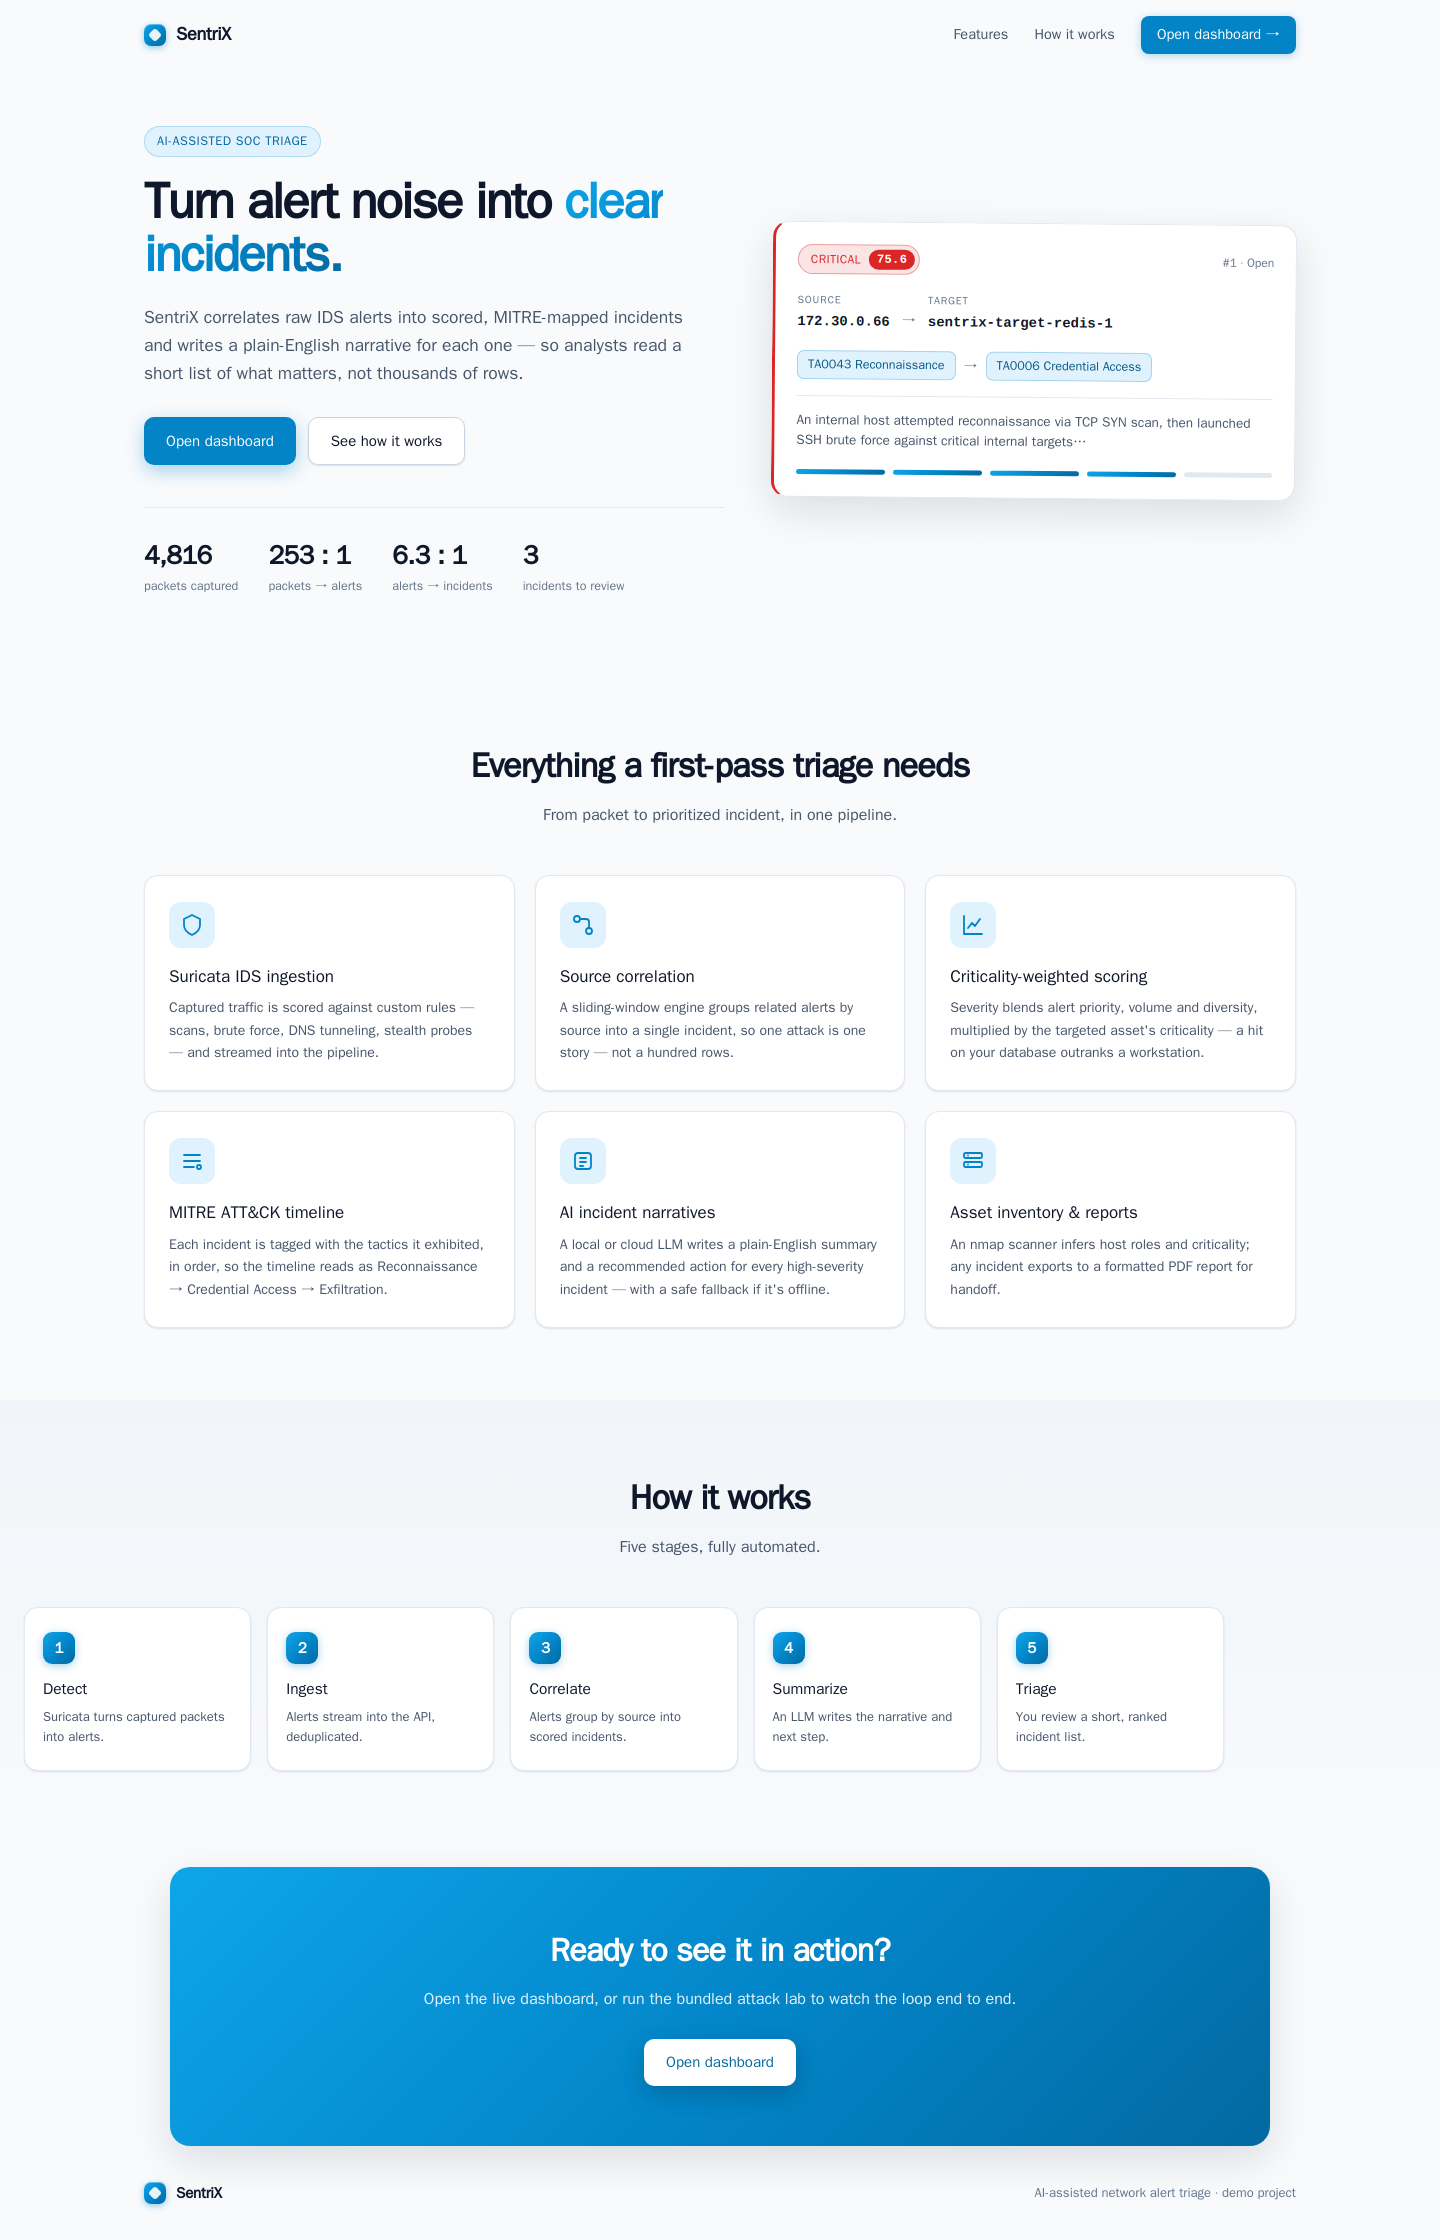 SentriX
Features
How it works
Open dashboard →
AI-ASSISTED SOC TRIAGE
Turn alert noise into clear
incidents.
SentriX correlates raw IDS alerts into scored, MITRE-mapped incidents
and writes a plain-English narrative for each one — so analysts read a
short list of what matters, not thousands of rows.
Open dashboard
See how it works
4,816
packets captured
253 : 1
packets → alerts
6.3 : 1
alerts → incidents
3
incidents to review
CRITICAL 75.6
#1 · Open
SOURCE
172.30.0.66
→
TARGET
sentrix-target-redis-1
TA0043 Reconnaissance → TA0006 Credential Access
An internal host attempted reconnaissance via TCP SYN scan, then launched
SSH brute force against critical internal targets…
Everything a first-pass triage needs
From packet to prioritized incident, in one pipeline.
Suricata IDS ingestion
Captured traffic is scored against custom rules —
scans, brute force, DNS tunneling, stealth probes
— and streamed into the pipeline.
Source correlation
A sliding-window engine groups related alerts by
source into a single incident, so one attack is one
story — not a hundred rows.
Criticality-weighted scoring
Severity blends alert priority, volume and diversity,
multiplied by the targeted asset's criticality — a hit
on your database outranks a workstation.
MITRE ATT&CK timeline
Each incident is tagged with the tactics it exhibited,
in order, so the timeline reads as Reconnaissance
→ Credential Access → Exfiltration.
AI incident narratives
A local or cloud LLM writes a plain-English summary
and a recommended action for every high-severity
incident — with a safe fallback if it's offline.
Asset inventory & reports
An nmap scanner infers host roles and criticality;
any incident exports to a formatted PDF report for
handoff.
How it works
Five stages, fully automated.
1
Detect
Suricata turns captured packets
into alerts.
2
Ingest
Alerts stream into the API,
deduplicated.
3
Correlate
Alerts group by source into
scored incidents.
4
Summarize
An LLM writes the narrative and
next step.
5
Triage
You review a short, ranked
incident list.
Ready to see it in action?
Open the live dashboard, or run the bundled attack lab to watch the loop end to end.
Open dashboard
SentriX
AI-assisted network alert triage · demo project